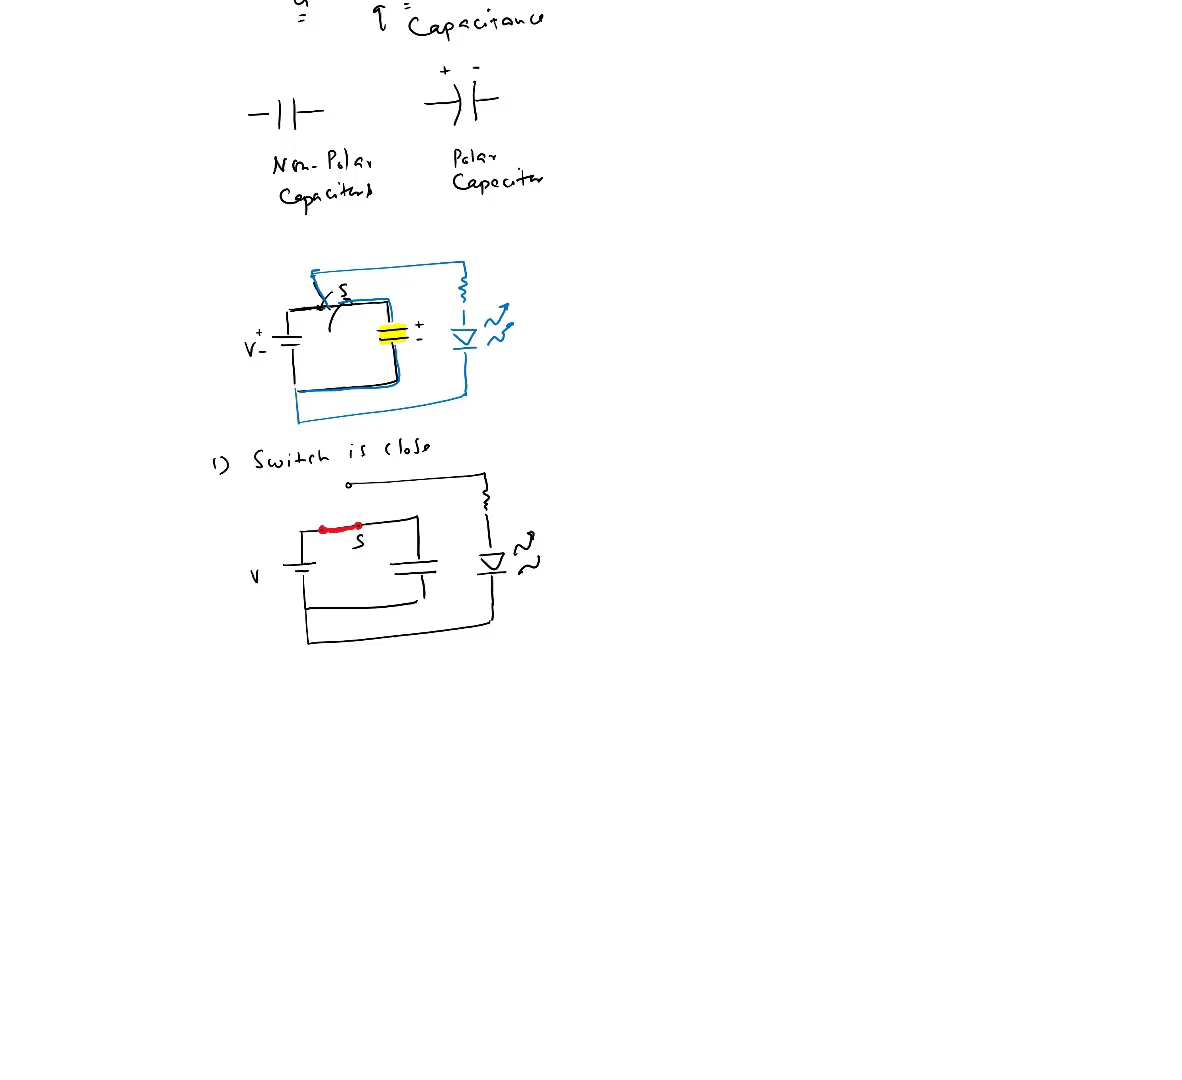 Capacitance
+ -
Non-Polar
Capacitors
Polar
Capacitor
S
+
V-
+
-
1) Switch is close
S
V